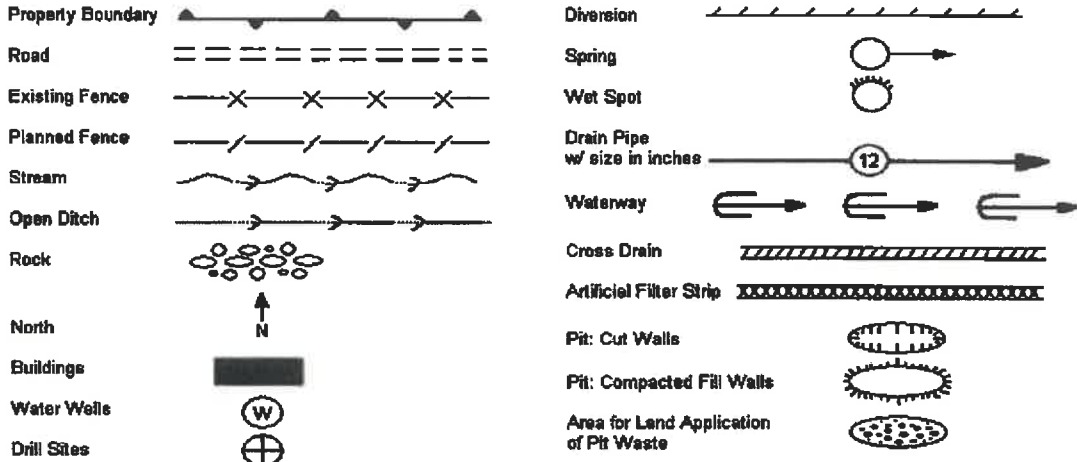 Property Boundary
Road
Existing Fence
Planned Fence
Stream
Open Ditch
Rock
North
N
Buildings
Water Wells
W
Drill Sites
Diversion
Spring
Wet Spot
Drain Pipe
w/ size in inches
12
Waterway
Cross Drain
Artificial Filter Strip
Pit: Cut Walls
Pit: Compacted Fill Walls
Area for Land Application
of Pit Waste